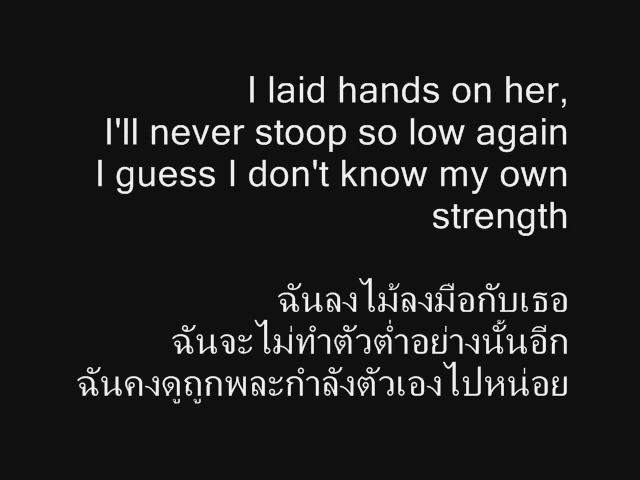 I laid hands on her,
I'll never stoop so low again
I guess I don't know my own
strength
ฉันลงไม้ลงมือกับเธอ
ฉันจะไม่ทำตัวต่ำอย่างนั้นอีก
ฉันคงดูถูกพละกำลังตัวเองไปหน่อย